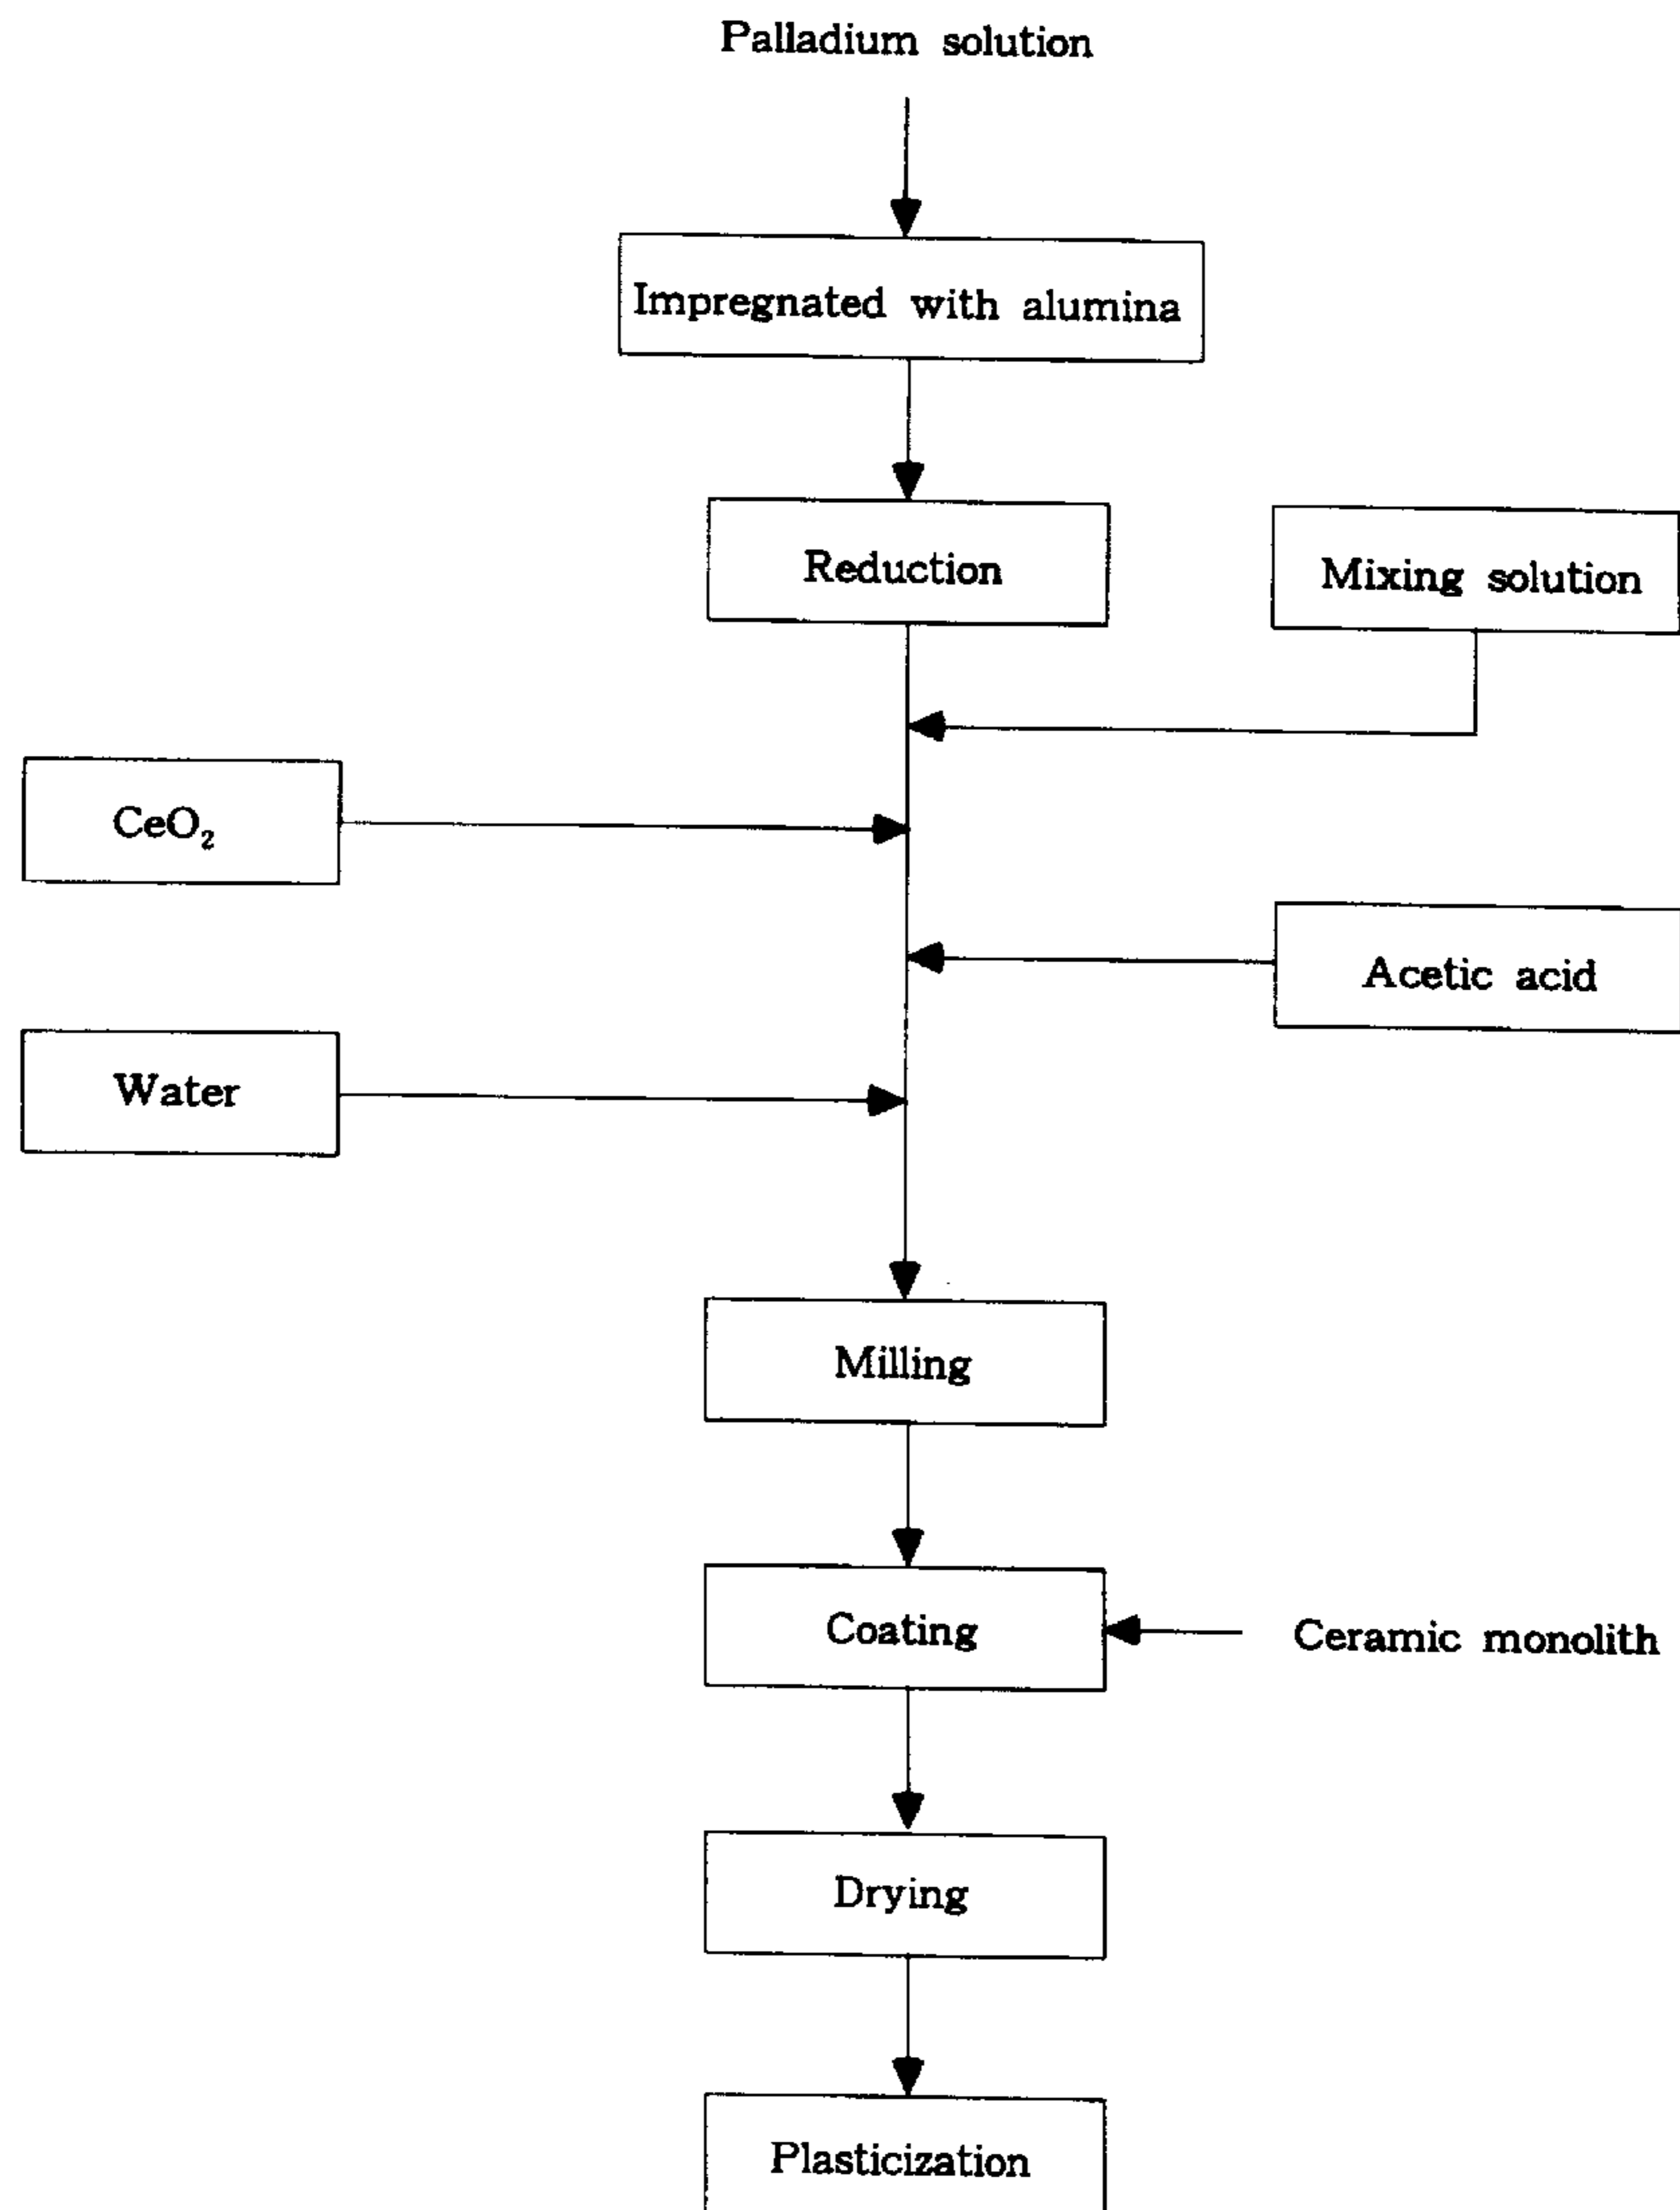 Palladium solution
Impregnated with alumina
Reduction
Mixing solution
CeO₂
Acetic acid
Water
Milling
Coating
Ceramic monolith
Drying
Plasticization